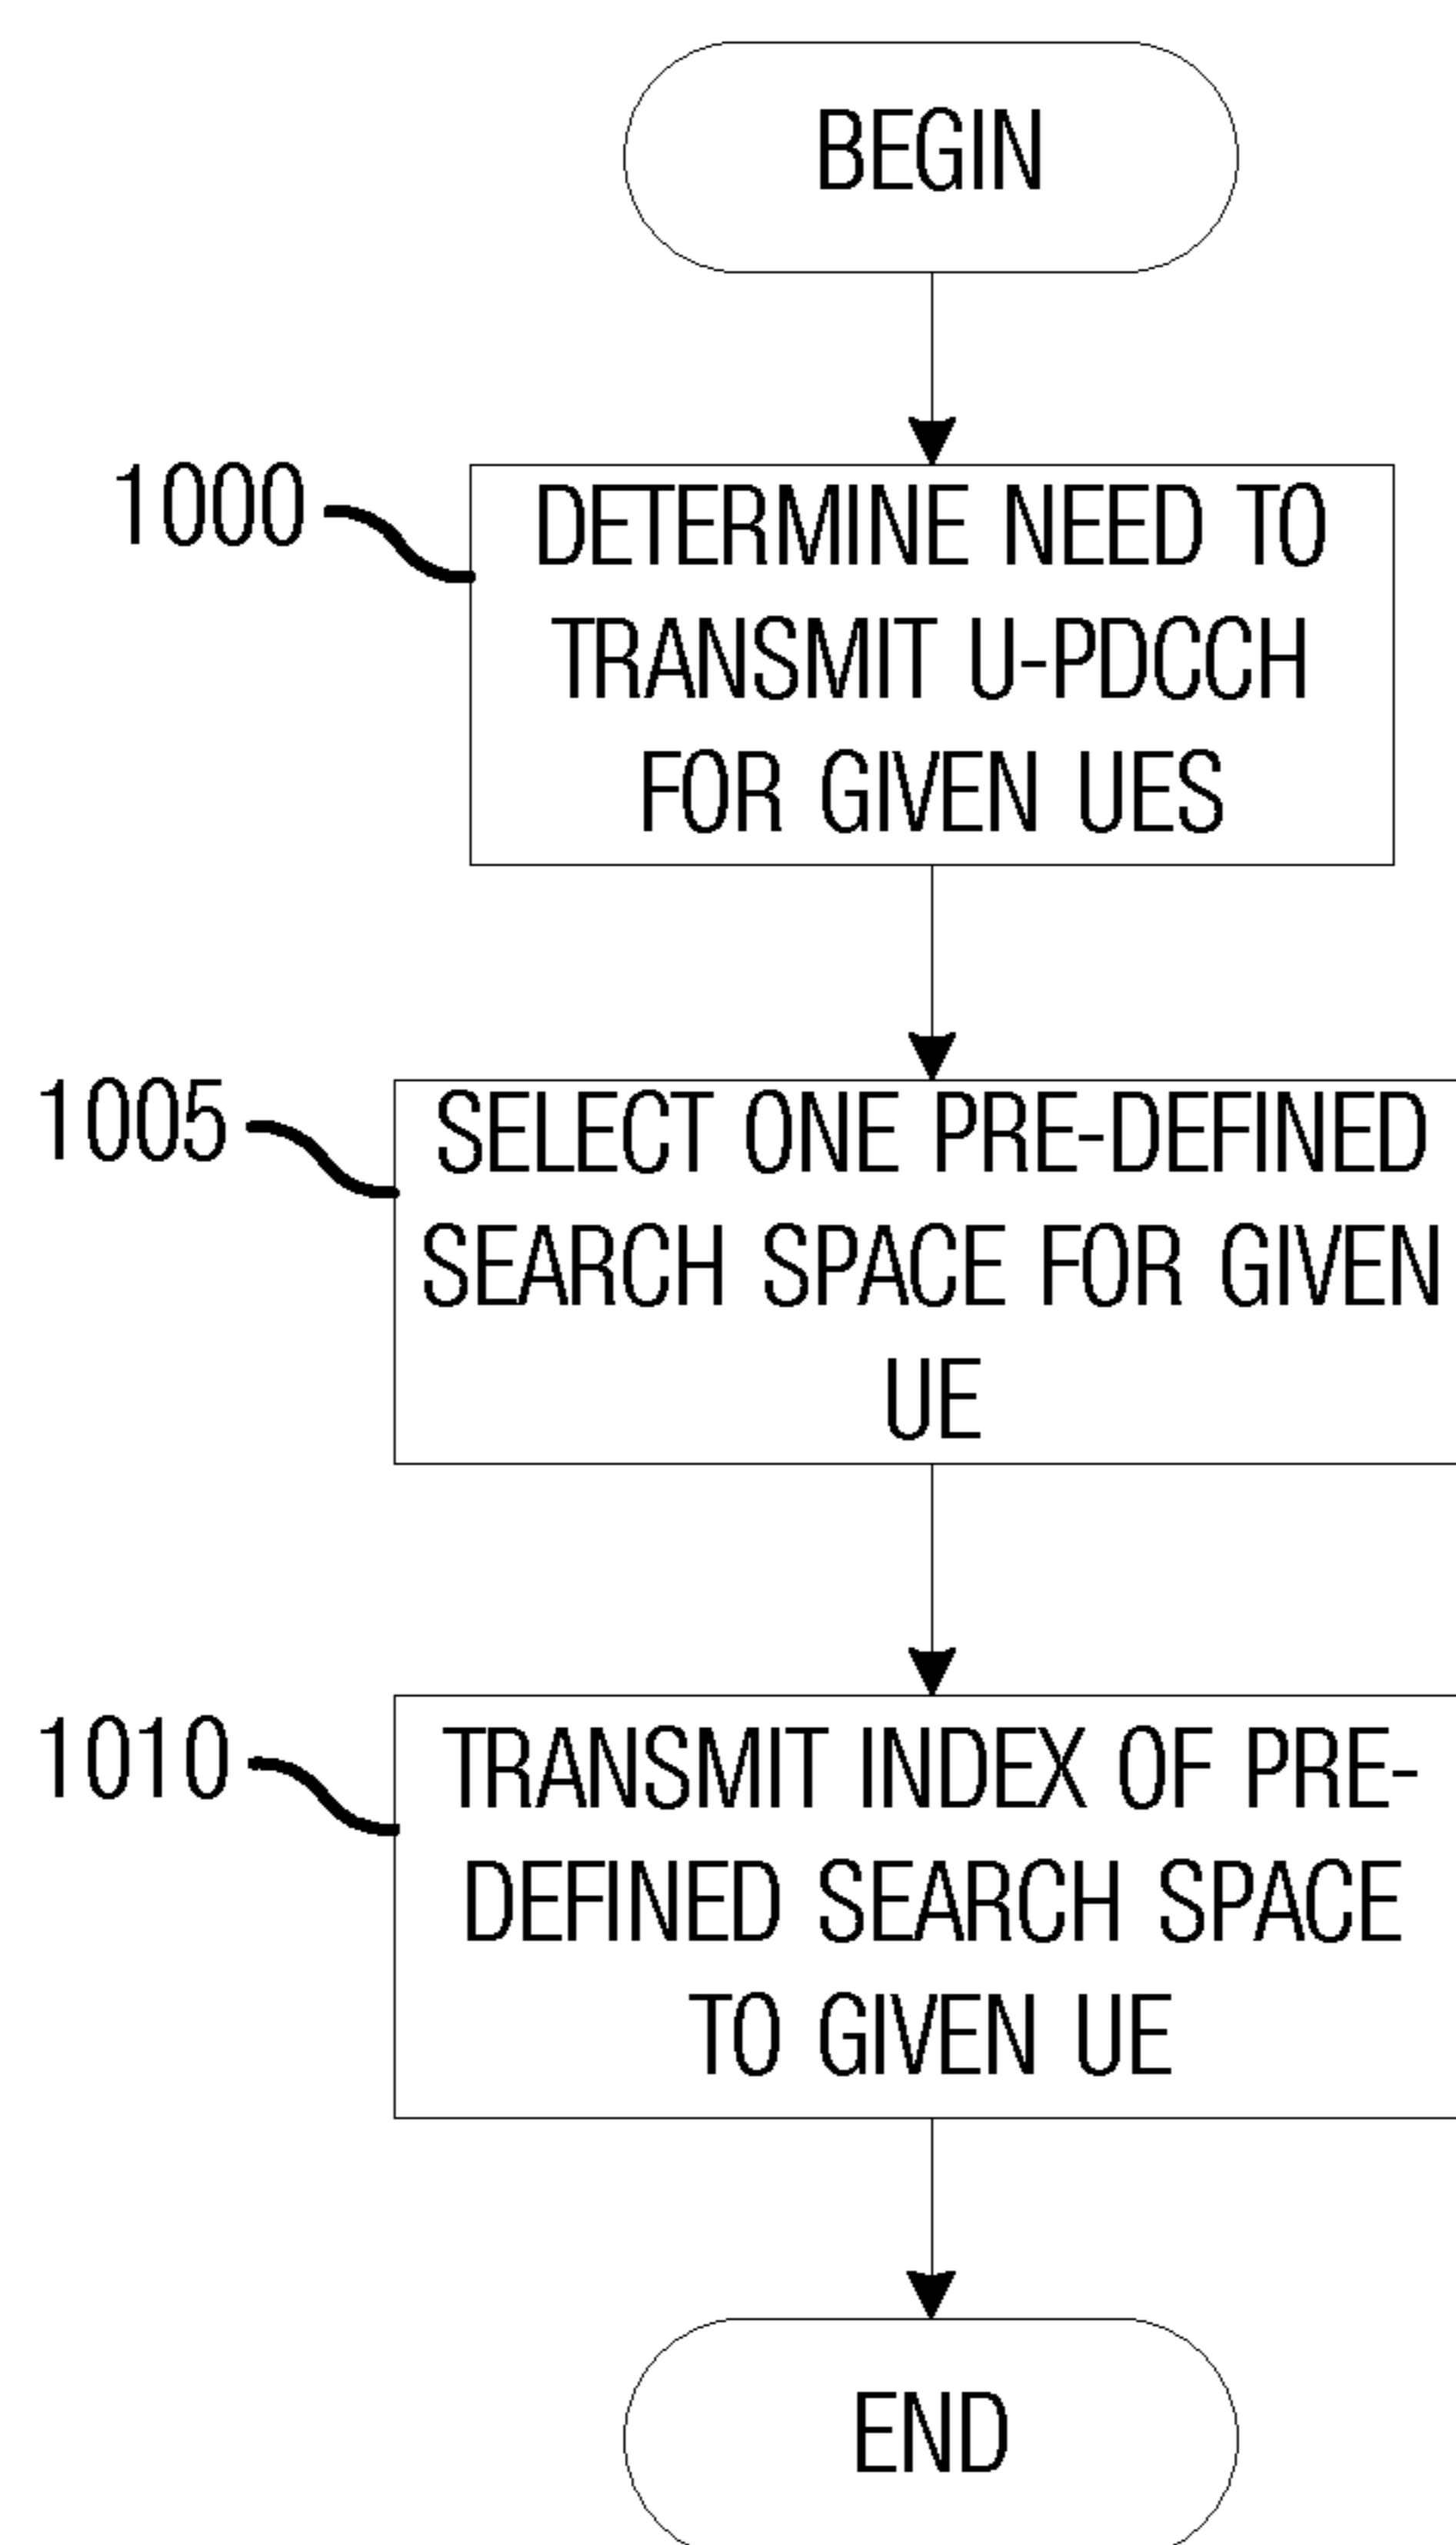 BEGIN
1000
DETERMINE NEED TO
TRANSMIT U-PDCCH
FOR GIVEN UES
1005
SELECT ONE PRE-DEFINED
SEARCH SPACE FOR GIVEN
UE
1010
TRANSMIT INDEX OF PRE-
DEFINED SEARCH SPACE
TO GIVEN UE
END